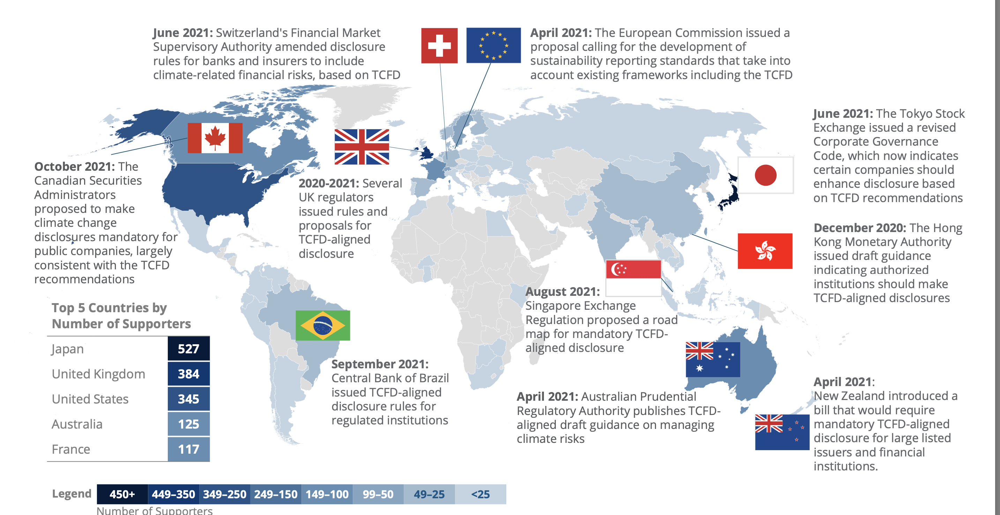 June 2021: Switzerland's Financial Market
Supervisory Authority amended disclosure
rules for banks and insurers to include
climate-related financial risks, based on TCFD
April 2021: The European Commission issued a
proposal calling for the development of
sustainability reporting standards that take into
account existing frameworks including the TCFD
June 2021: The Tokyo Stock
Exchange issued a revised
Corporate Governance
Code, which now indicates
certain companies should
enhance disclosure based
on TCFD recommendations
October 2021: The
Canadian Securities
Administrators
proposed to make
climate change
disclosures mandatory for
public companies, largely
consistent with the TCFD
recommendations
2020-2021: Several
UK regulators
issued rules and
proposals for
TCFD-aligned
disclosure
December 2020: The Hong
Kong Monetary Authority
issued draft guidance
indicating authorized
institutions should make
TCFD-aligned disclosures
August 2021:
Singapore Exchange
Regulation proposed a road
map for mandatory TCFD-
aligned disclosure
Top 5 Countries by
Number of Supporters
Japan 527
United Kingdom 384
United States 345
Australia 125
France 117
September 2021:
Central Bank of Brazil
issued TCFD-aligned
disclosure rules for
regulated institutions
April 2021: Australian Prudential
Regulatory Authority publishes TCFD-
aligned draft guidance on managing
climate risks
April 2021:
New Zealand introduced a
bill that would require
mandatory TCFD-aligned
disclosure for large listed
issuers and financial
institutions.
Legend 450+ 449–350 349–250 249–150 149–100 99–50 49–25 <25
Number of Supporters